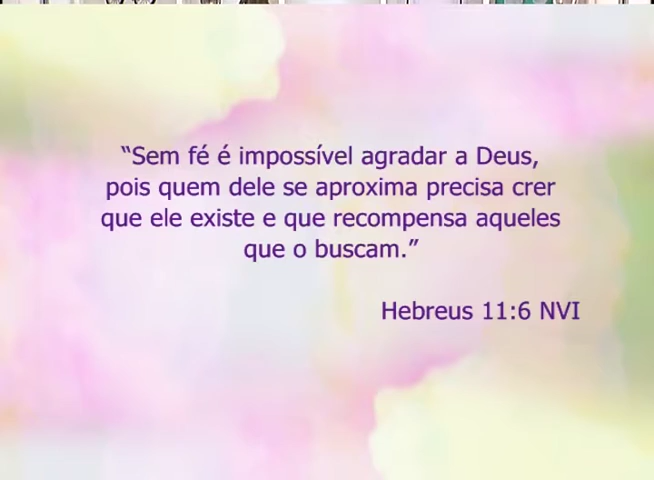 “Sem fé é impossível agradar a Deus,
pois quem dele se aproxima precisa crer
que ele existe e que recompensa aqueles
que o buscam.”
Hebreus 11:6 NVI